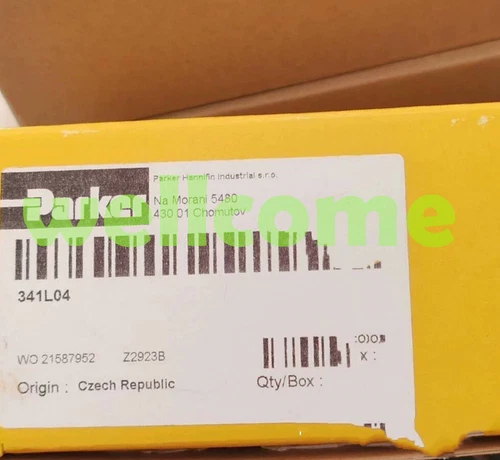 Parker Hannifin Industrial s.r.o.
Parker
Na Morani 5480
430 01 Chomutov
wellcome
341L04
WO 21587952 Z2923B
Origin : Czech Republic
Qty/Box :